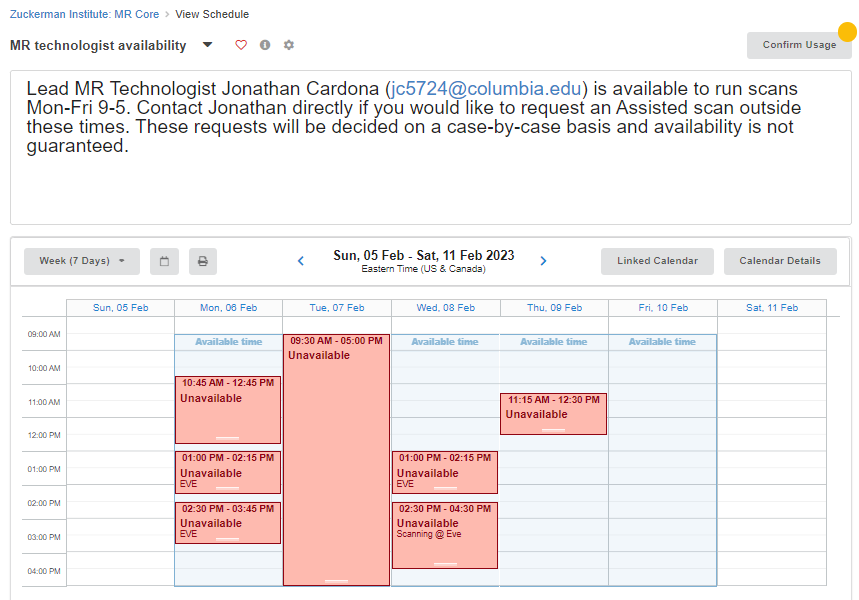 Zuckerman Institute: MR Core > View Schedule
MR technologist availability
Confirm Usage
Lead MR Technologist Jonathan Cardona (jc5724@columbia.edu) is available to run scans
Mon-Fri 9-5. Contact Jonathan directly if you would like to request an Assisted scan outside
these times. These requests will be decided on a case-by-case basis and availability is not
guaranteed.
Week (7 Days)
Sun, 05 Feb - Sat, 11 Feb 2023
Eastern Time (US & Canada)
Linked Calendar
Calendar Details
Sun, 05 Feb
Mon, 06 Feb
Tue, 07 Feb
Wed, 08 Feb
Thu, 09 Feb
Fri, 10 Feb
Sat, 11 Feb
09:00 AM
10:00 AM
11:00 AM
12:00 PM
01:00 PM
02:00 PM
03:00 PM
04:00 PM
Available time
10:45 AM - 12:45 PM
Unavailable
01:00 PM - 02:15 PM
Unavailable
EVE
02:30 PM - 03:45 PM
Unavailable
EVE
09:30 AM - 05:00 PM
Unavailable
Available time
01:00 PM - 02:15 PM
Unavailable
EVE
02:30 PM - 04:30 PM
Unavailable
Scanning @ Eve
Available time
11:15 AM - 12:30 PM
Unavailable
Available time